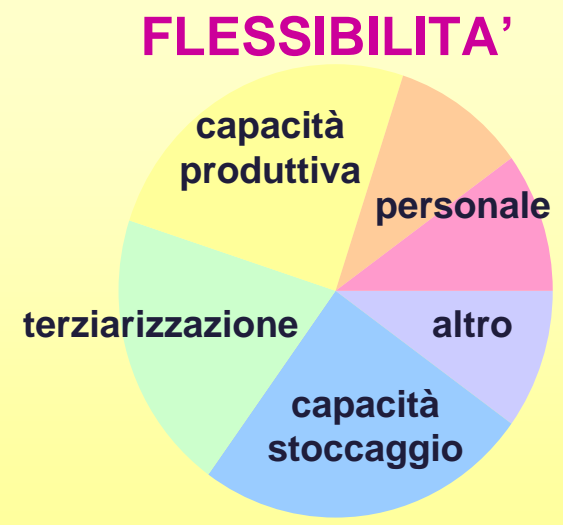 FLESSIBILITA’
capacità
produttiva
personale
terziarizzazione
altro
capacità
stoccaggio